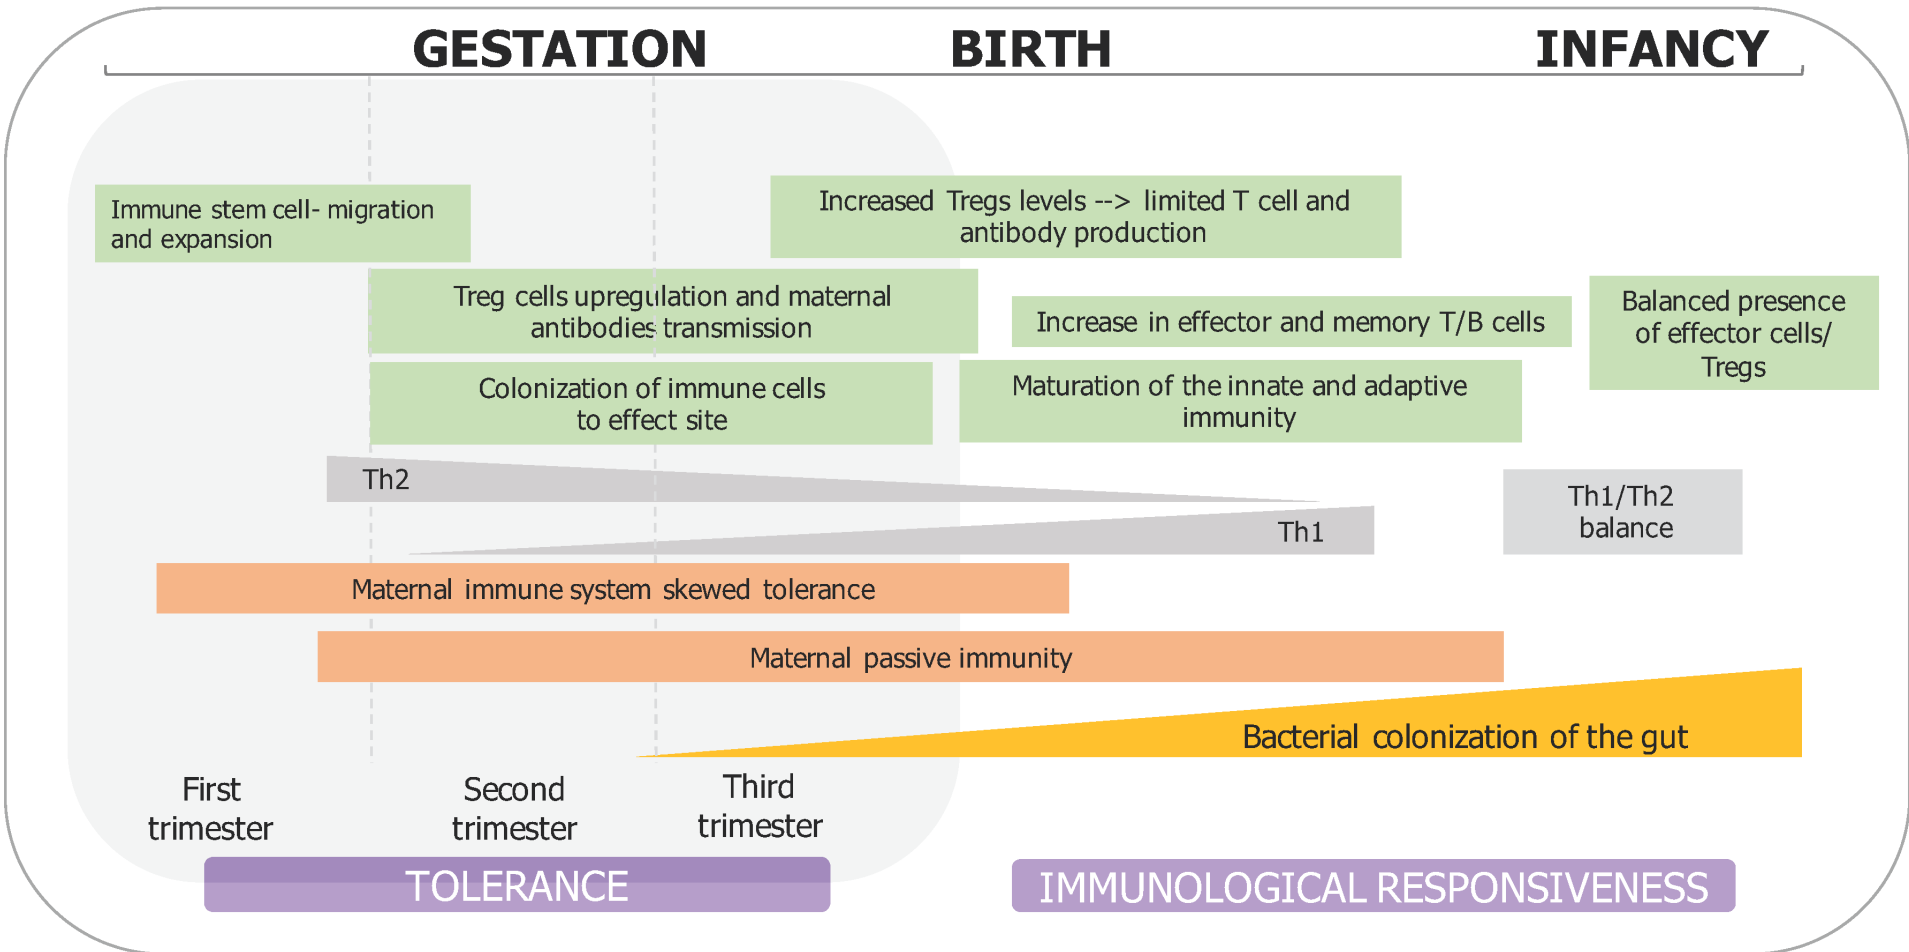 GESTATION
BIRTH
INFANCY
Immune stem cell- migration
and expansion
Increased Tregs levels --> limited T cell and
antibody production
Treg cells upregulation and maternal
antibodies transmission
Increase in effector and memory T/B cells
Balanced presence
of effector cells/
Tregs
Colonization of immune cells
to effect site
Maturation of the innate and adaptive
immunity
Th2
Th1
Th1/Th2
balance
Maternal immune system skewed tolerance
Maternal passive immunity
Bacterial colonization of the gut
First
trimester
Second
trimester
Third
trimester
TOLERANCE
IMMUNOLOGICAL RESPONSIVENESS